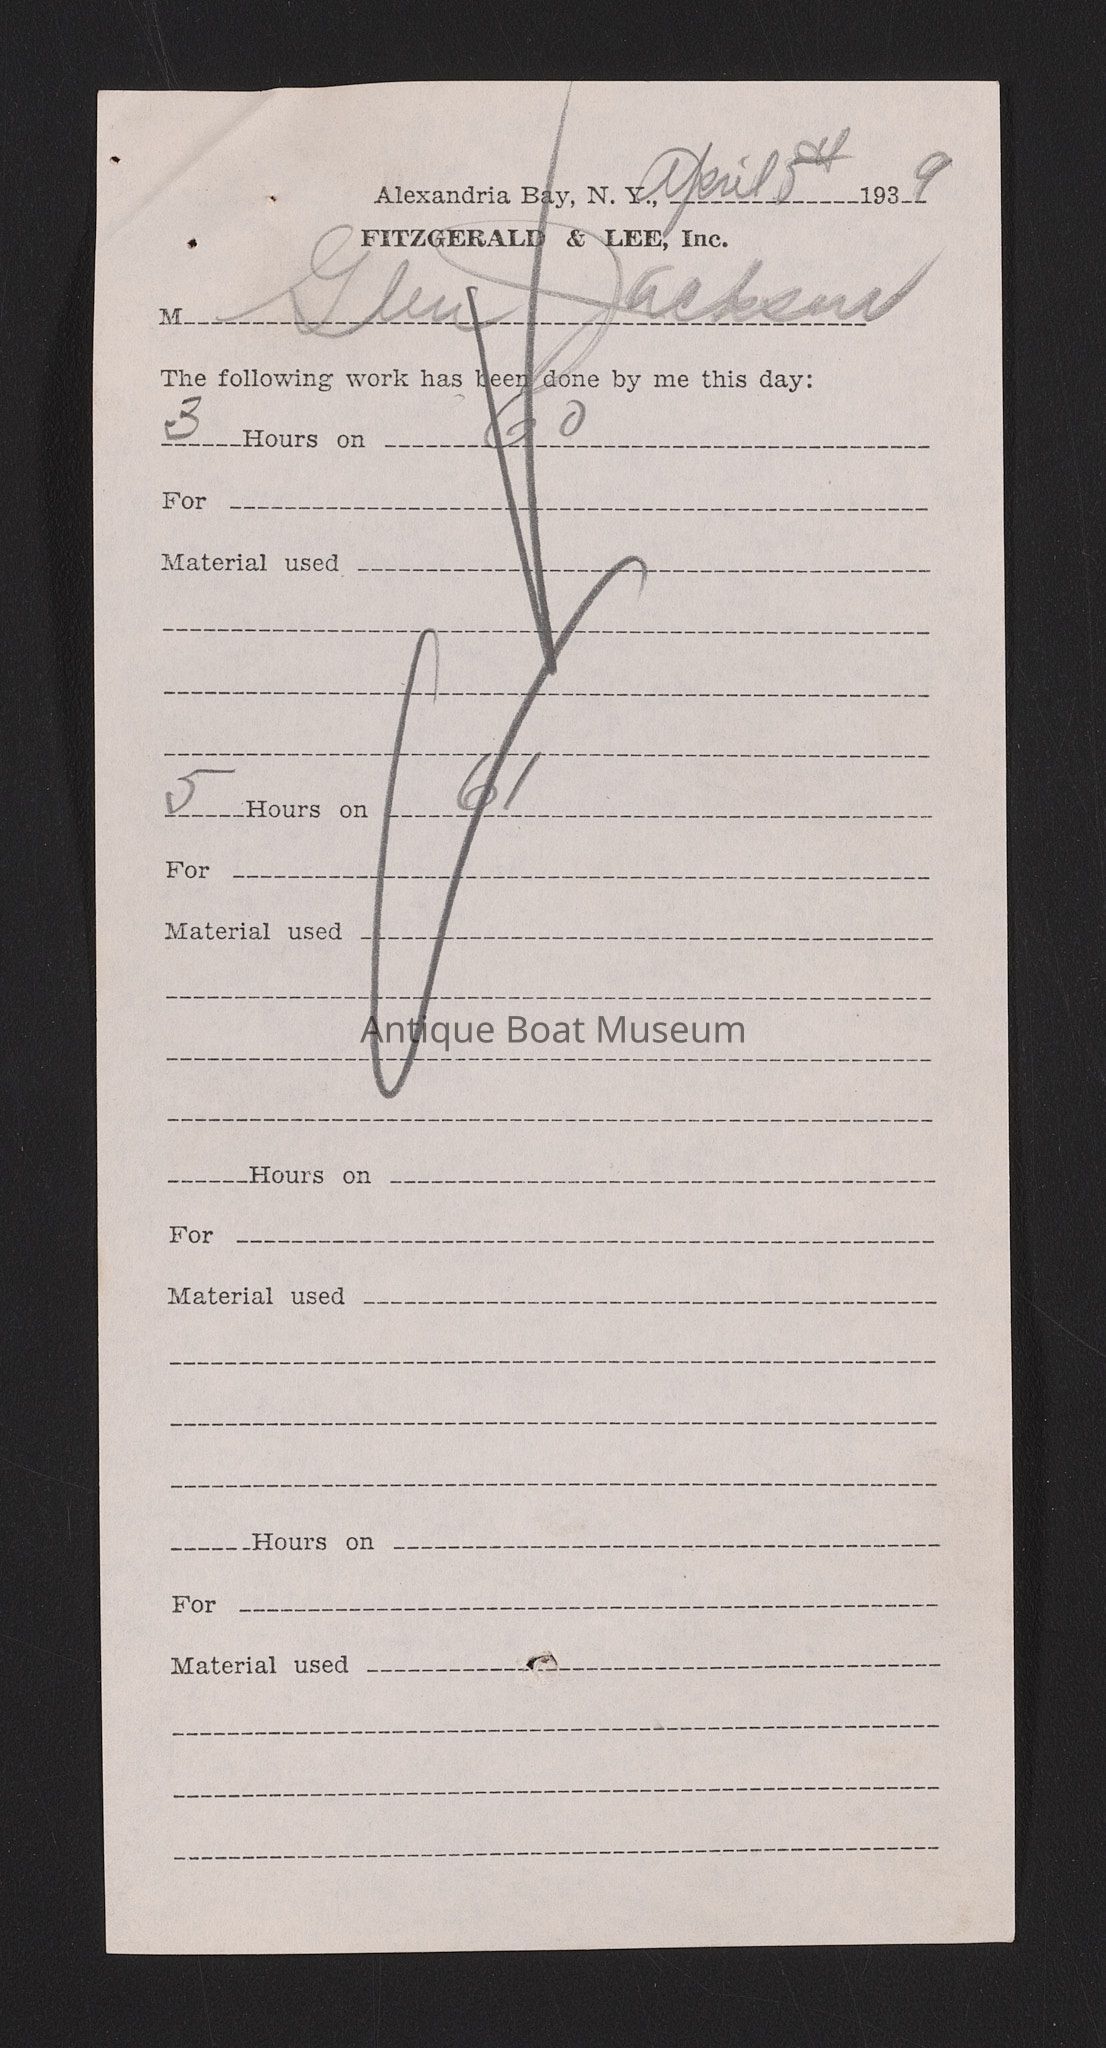 Alexandria Bay, N. Y., April 5th 1939
FITZGERALD & LEE, Inc.
M Glen Jackson
The following work has been done by me this day:
3 Hours on 60
For
Material used
5 Hours on 61
For
Material used
Antique Boat Museum
Hours on
For
Material used
Hours on
For
Material used